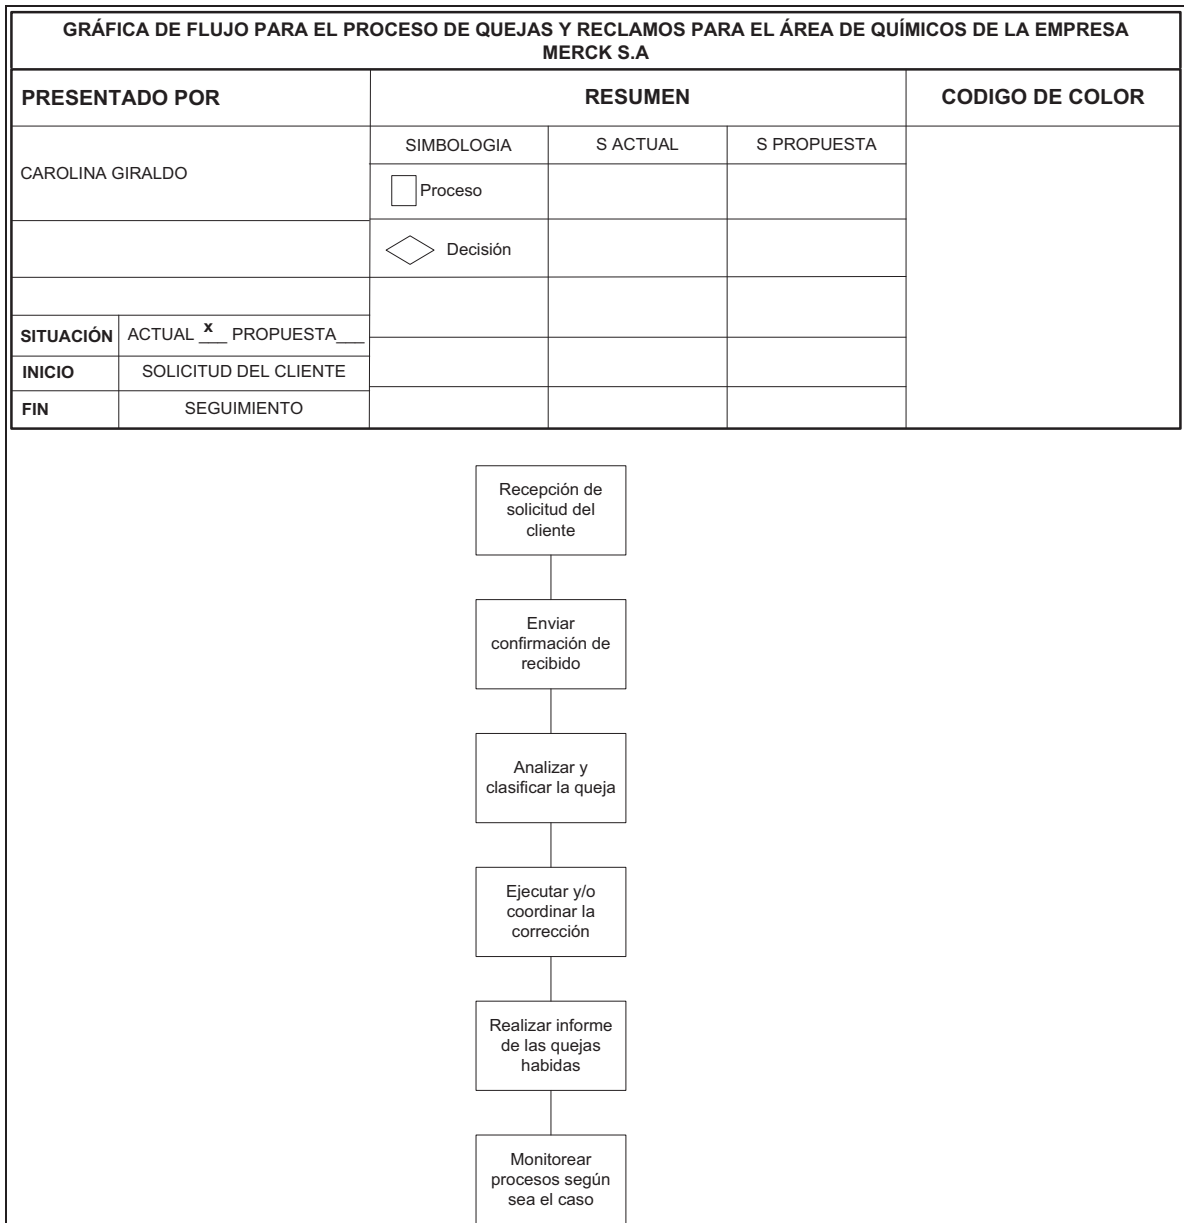 GRÁFICA DE FLUJO PARA EL PROCESO DE QUEJAS Y RECLAMOS PARA EL ÁREA DE QUÍMICOS DE LA EMPRESA
MERCK S.A
PRESENTADO POR
RESUMEN
CODIGO DE COLOR
SIMBOLOGIA
S ACTUAL
S PROPUESTA
CAROLINA GIRALDO
Proceso
Decisión
SITUACIÓN
ACTUAL _x_ PROPUESTA___
INICIO
SOLICITUD DEL CLIENTE
FIN
SEGUIMIENTO
Recepción de
solicitud del
cliente
Enviar
confirmación de
recibido
Analizar y
clasificar la queja
Ejecutar y/o
coordinar la
corrección
Realizar informe
de las quejas
habidas
Monitorear
procesos según
sea el caso